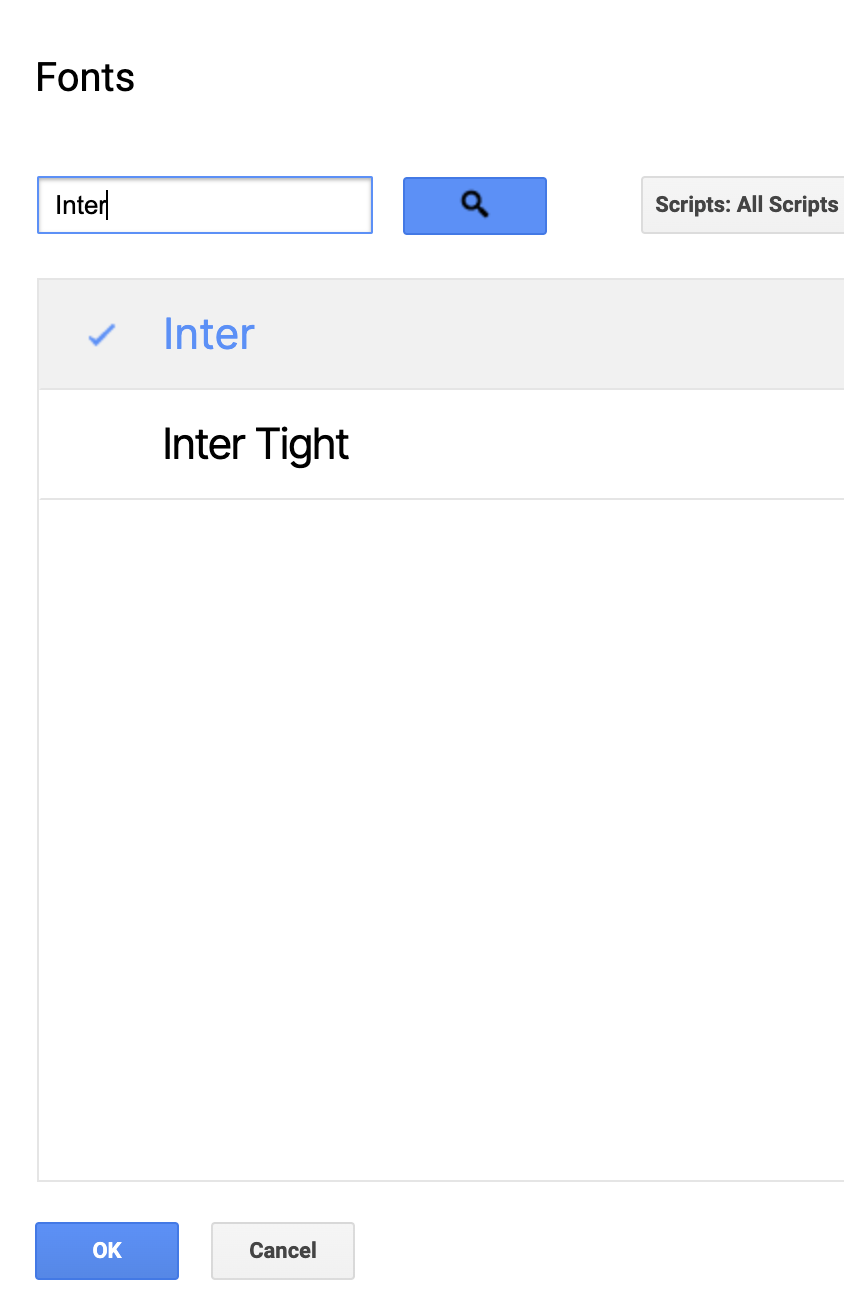 Fonts
Inter
Scripts: All Scripts
Inter
Inter Tight
OK
Cancel